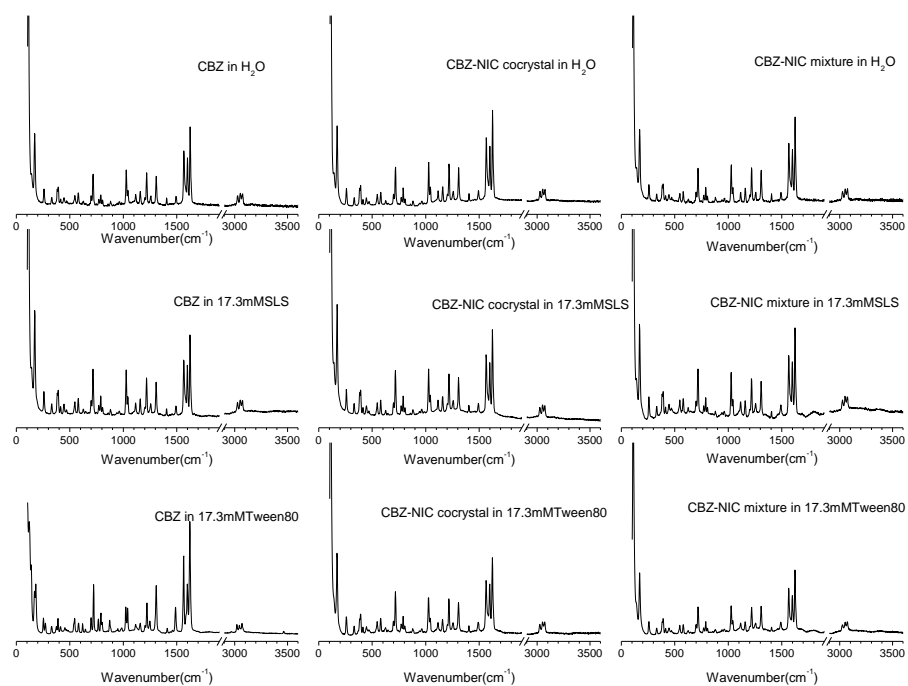 CBZ in H₂O
CBZ-NIC cocrystal in H₂O
CBZ-NIC mixture in H₂O
0 500 1000 1500 3000 3500
0 500 1000 1500 3000 3500
0 500 1000 1500 3000 3500
Wavenumber(cm⁻¹)
Wavenumber(cm⁻¹)
Wavenumber(cm⁻¹)
CBZ in 17.3mMSLS
CBZ-NIC cocrystal in 17.3mMSLS
CBZ-NIC mixture in 17.3mMSLS
0 500 1000 1500 3000 3500
0 500 1000 1500 3000 3500
0 500 1000 1500 3000 3500
Wavenumber(cm⁻¹)
Wavenumber(cm⁻¹)
Wavenumber(cm⁻¹)
CBZ in 17.3mMTween80
CBZ-NIC cocrystal in 17.3mMTween80
CBZ-NIC mixture in 17.3mMTween80
0 500 1000 1500 3000 3500
0 500 1000 1500 3000 3500
0 500 1000 1500 3000 3500
Wavenumber(cm⁻¹)
Wavenumber(cm⁻¹)
Wavenumber(cm⁻¹)